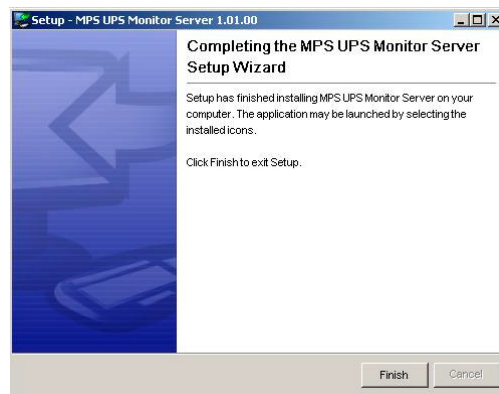 Setup - MPS UPS Monitor Server 1.01.00
Completing the MPS UPS Monitor Server
Setup Wizard
Setup has finished installing MPS UPS Monitor Server on your
computer. The application may be launched by selecting the
installed icons.
Click Finish to exit Setup.
Finish
Cancel